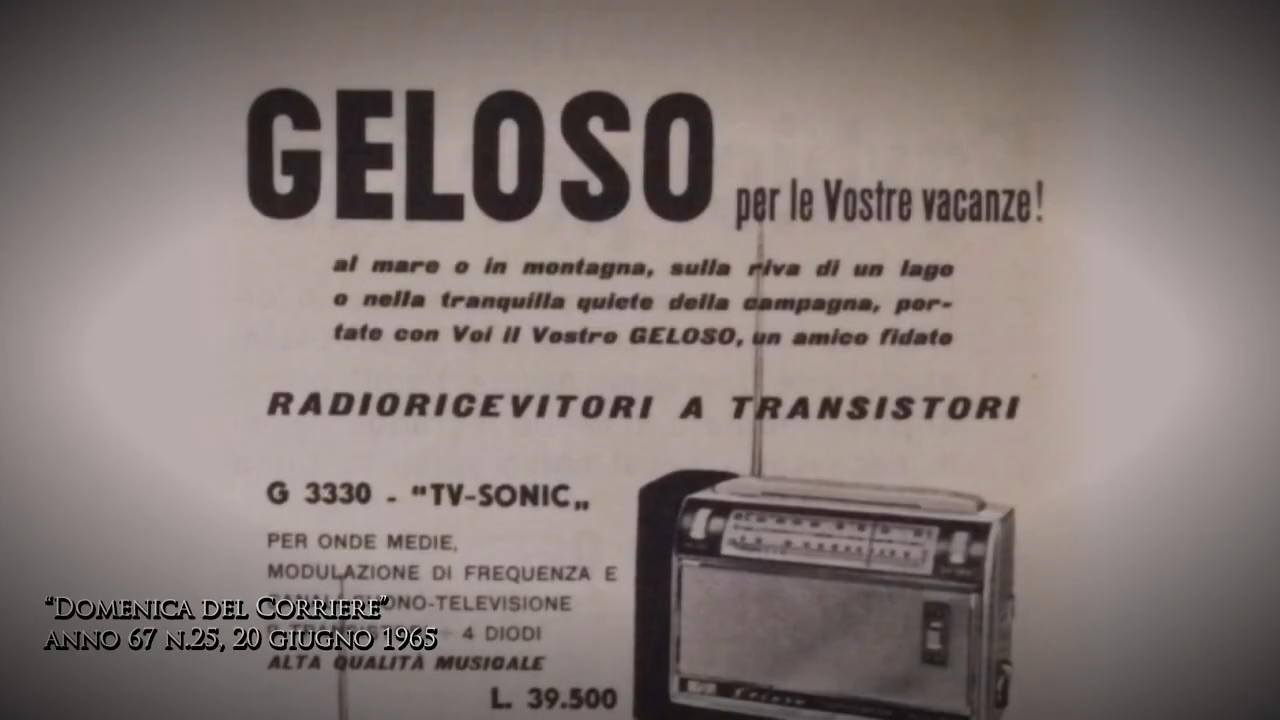 GELOSO per le Vostre vacanze!
al mare o in montagna, sulla riva di un lago
o nella tranquilla quiete della campagna, por-
tate con Voi il Vostro GELOSO, un amico fidato
RADIORICEVITORI A TRANSISTORI
G 3330 - "TV-SONIC„
PER ONDE MEDIE,
MODULAZIONE DI FREQUENZA E
SUONO-TELEVISIONE
4 DIODI
ALTA QUALITÀ MUSICALE
L. 39.500
Geloso
"DOMENICA DEL CORRIERE"
ANNO 67 N.25, 20 GIUGNO 1965